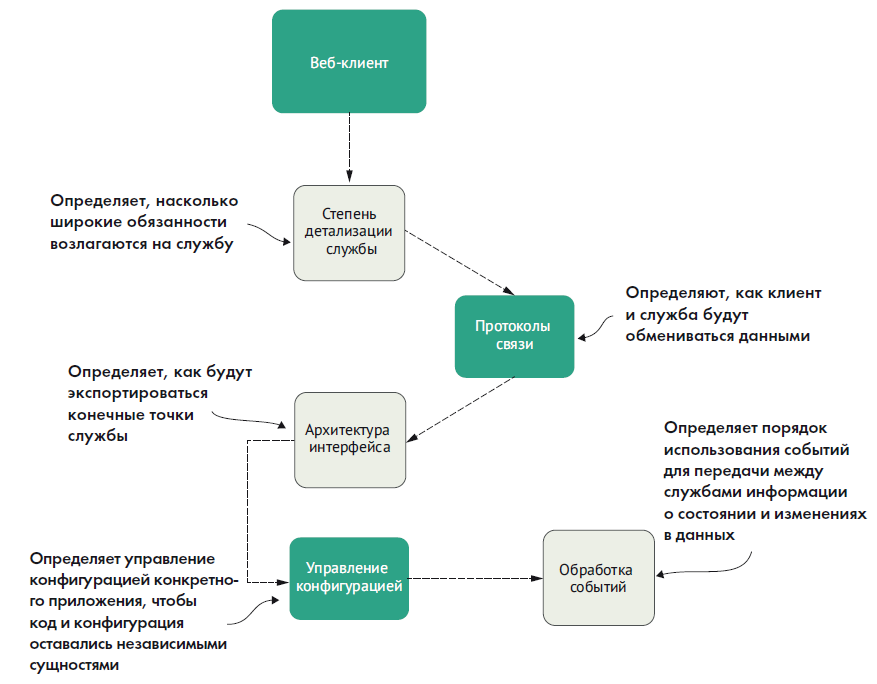 Веб-клиент
Определяет, насколько
широкие обязанности
возлагаются на службу
Степень
детализации
службы
Протоколы
связи
Определяют, как клиент
и служба будут
обмениваться данными
Определяет, как будут
экспортироваться
конечные точки
службы
Архитектура
интерфейса
Определяет порядок
использования событий
для передачи между
службами информации
о состоянии и изменениях
в данных
Определяет управление
конфигурацией конкретно-
го приложения, чтобы
код и конфигурация
оставались независимыми
сущностями
Управление
конфигурацией
Обработка
событий